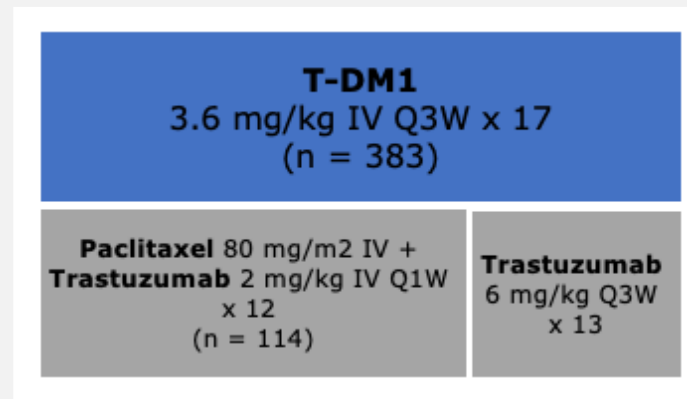 T-DM1
3.6 mg/kg IV Q3W x 17
(n = 383)
Paclitaxel 80 mg/m2 IV +
Trastuzumab 2 mg/kg IV Q1W
x 12
(n = 114)
Trastuzumab
6 mg/kg Q3W
x 13